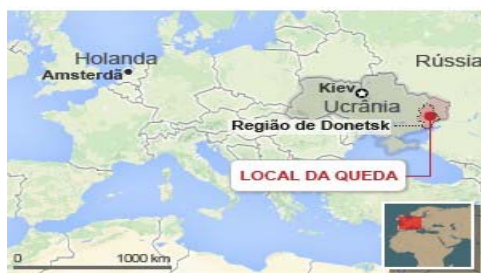 Holanda
Amsterdã
Rússia
Kiev
Ucrânia
Região de Donetsk
LOCAL DA QUEDA
0 1000 km